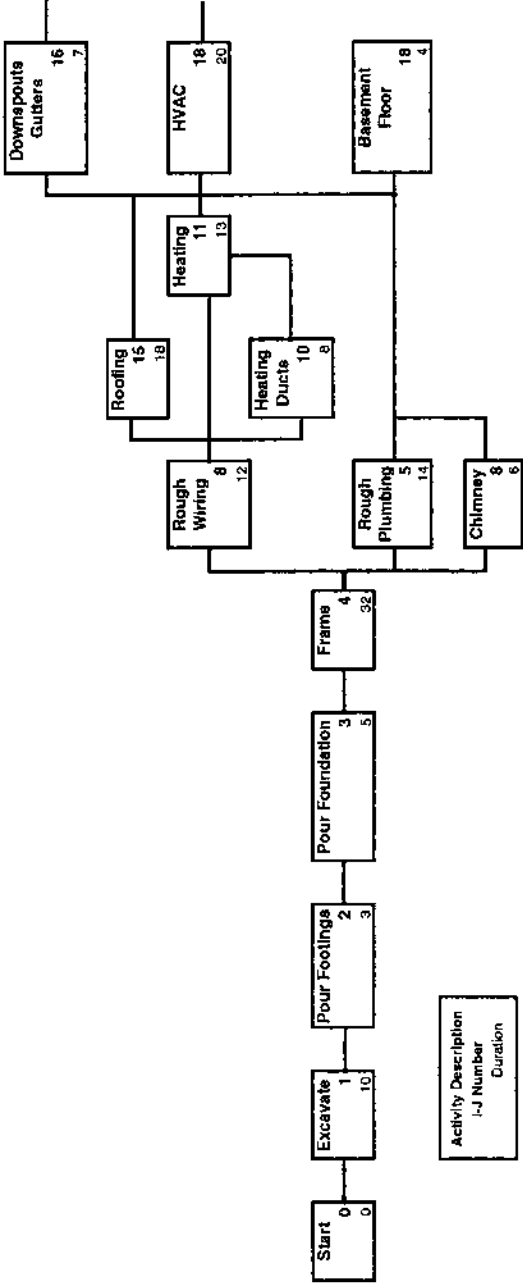 Start
0
0
Excavate
1
10
Pour Footings
2
3
Pour Foundation
3
5
Frame
4
32
Rough
Wiring
8
12
Rough
Plumbing
5
14
Chimney
8
6
Roofing
15
18
Heating
Ducts
10
8
Heating
11
13
Downspouts
Gutters
16
7
HVAC
18
20
Basement
Floor
18
4
Activity Description
I-J Number
Duration